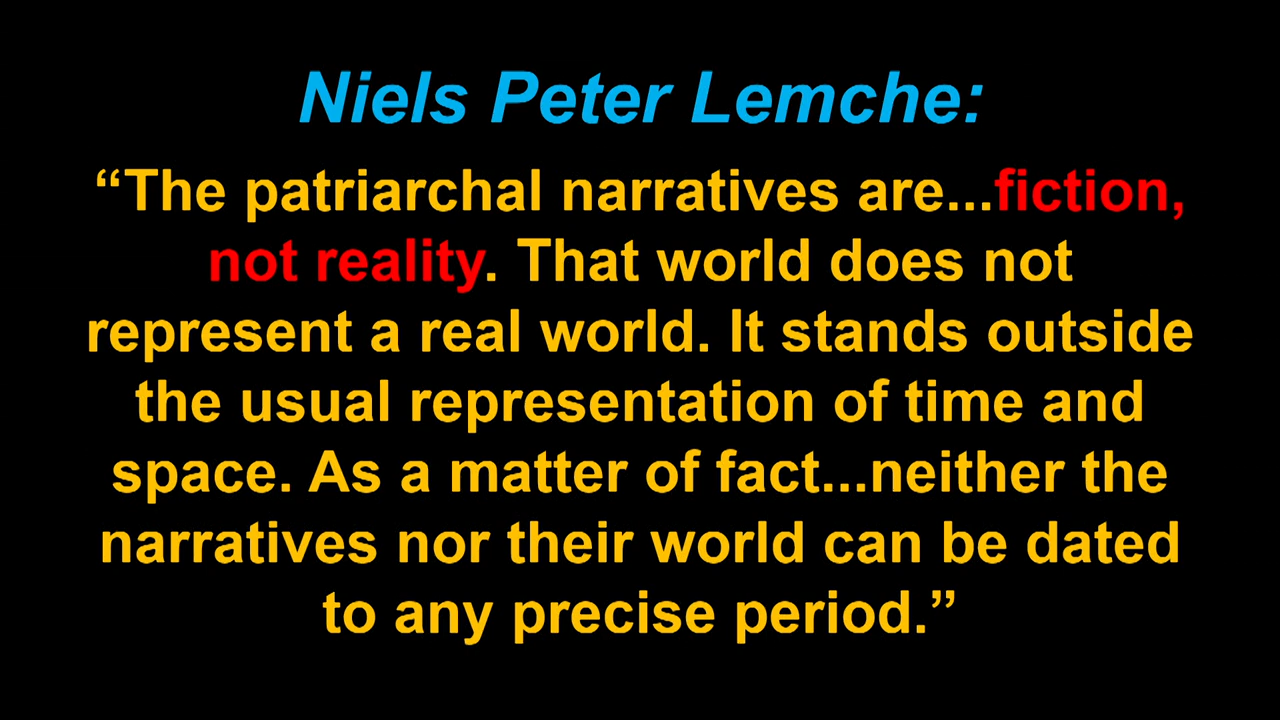 Niels Peter Lemche:
“The patriarchal narratives are...fiction,
not reality. That world does not
represent a real world. It stands outside
the usual representation of time and
space. As a matter of fact...neither the
narratives nor their world can be dated
to any precise period.”